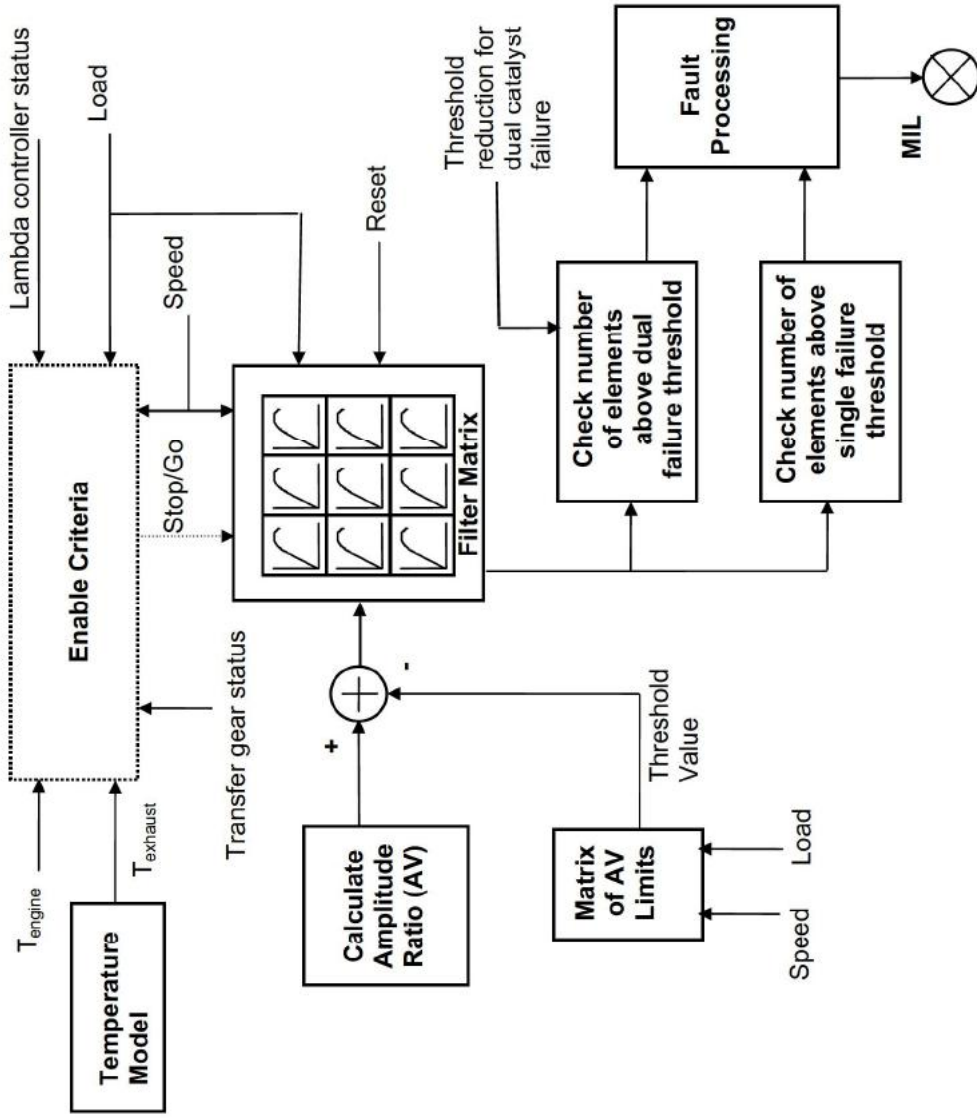 T engine
Temperature
Model
T exhaust
Transfer gear status
Enable Criteria
Lambda controller status
Load
Stop/Go
Speed
Calculate
Amplitude
Ratio (AV)
+
-
Filter Matrix
Reset
Matrix
of AV
Limits
Threshold
Value
Speed
Load
Threshold
reduction for
dual catalyst
failure
Check number
of elements
above dual
failure threshold
Check number of
elements above
single failure
threshold
Fault
Processing
MIL